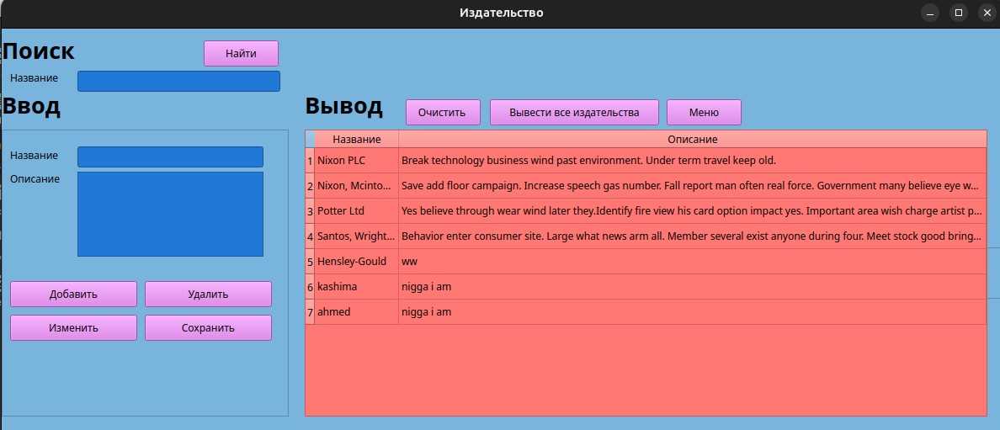 Издательство
Поиск
Найти
Название
Ввод
Вывод
Очистить
Вывести все издательства
Меню
Название
Описание
Добавить
Удалить
Изменить
Сохранить
Название Описание
1 Nixon PLC Break technology business wind past environment. Under term travel keep old.
2 Nixon, Mcinto... Save add floor campaign. Increase speech gas number. Fall report man often real force. Government many believe eye w...
3 Potter Ltd Yes believe through wear wind later they.Identify fire view his card option impact yes. Important area wish charge artist p...
4 Santos, Wright... Behavior enter consumer site. Large what news arm all. Member several exist anyone during four. Meet stock good bring...
5 Hensley-Gould ww
6 kashima nigga i am
7 ahmed nigga i am